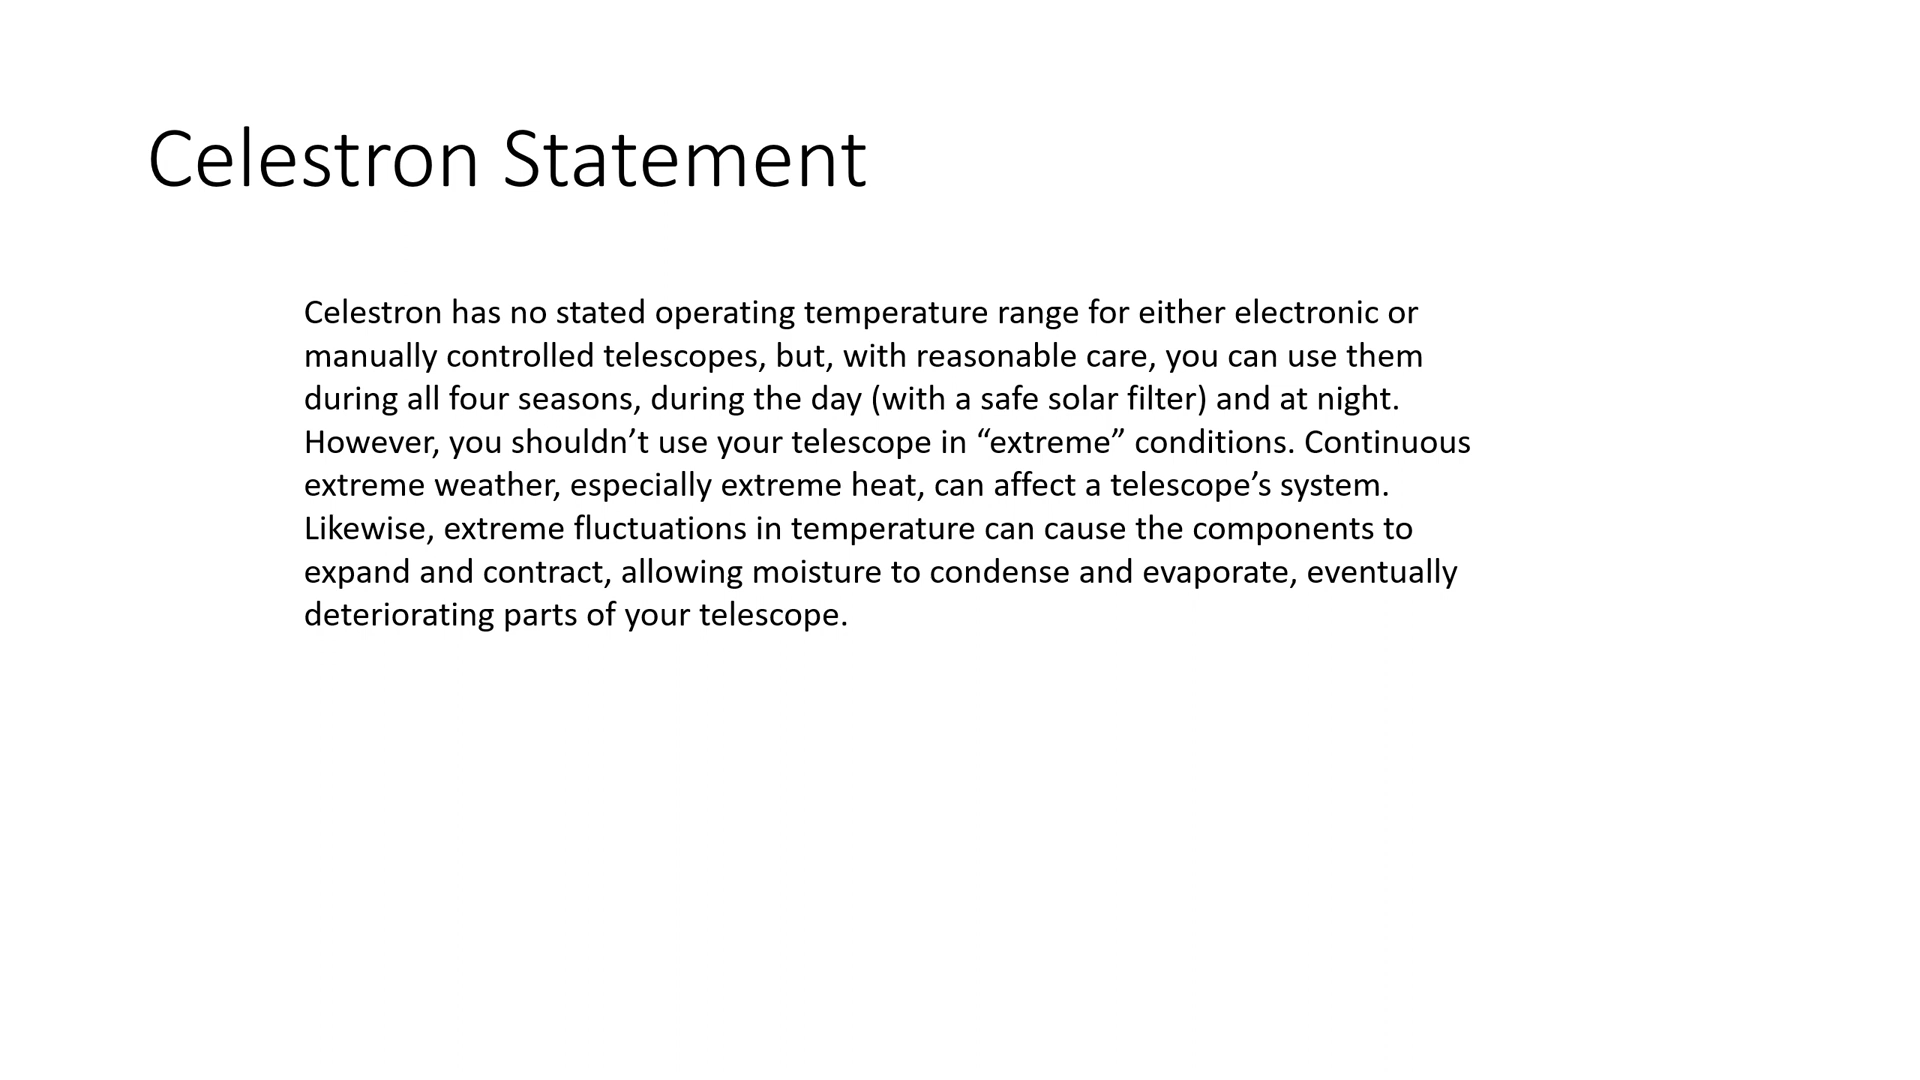 Celestron Statement
Celestron has no stated operating temperature range for either electronic or
manually controlled telescopes, but, with reasonable care, you can use them
during all four seasons, during the day (with a safe solar filter) and at night.
However, you shouldn’t use your telescope in “extreme” conditions. Continuous
extreme weather, especially extreme heat, can affect a telescope’s system.
Likewise, extreme fluctuations in temperature can cause the components to
expand and contract, allowing moisture to condense and evaporate, eventually
deteriorating parts of your telescope.